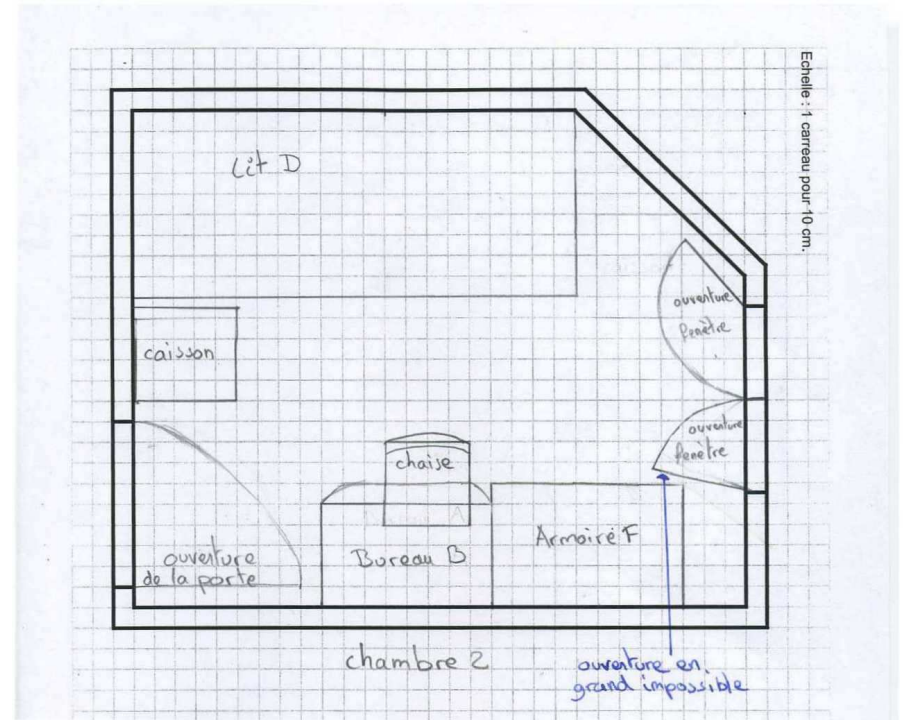 Echelle : 1 carreau pour 10 cm.
Lit D
ouverture
fenêtre
caisson
ouverture
fenêtre
chaise
ouverture
de la porte
Bureau B
Armoire F
chambre 2
ouverture en
grand impossible